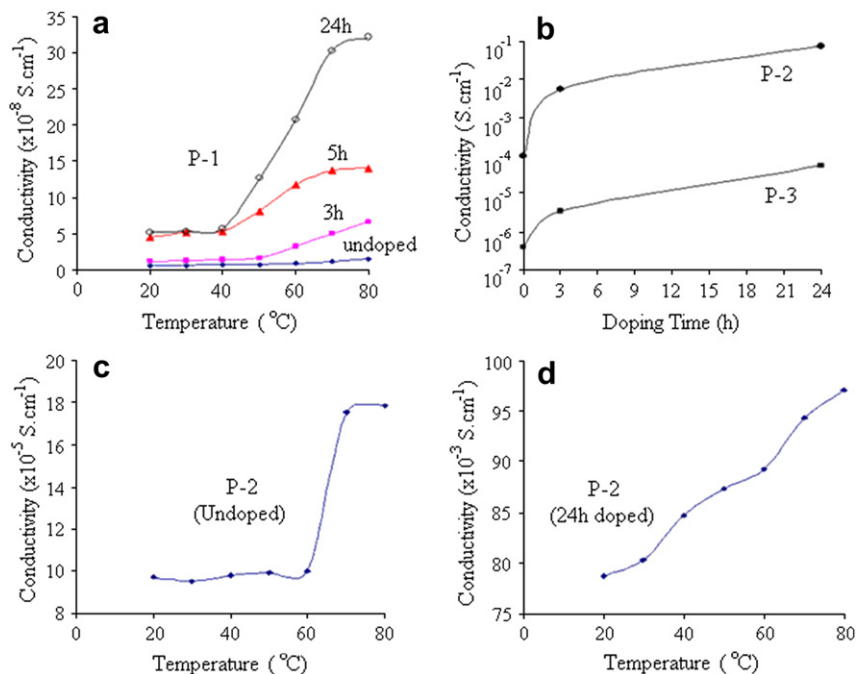 a
Conductivity (x10⁻⁸ S.cm⁻¹)
35
30
25
20
15
10
5
0
24h
P-1
5h
3h
undoped
0
20
40
60
80
Temperature ( °C)
b
Conductivity ( S.cm⁻¹)
10⁻¹
10⁻²
10⁻³
10⁻⁴
10⁻⁵
10⁻⁶
10⁻⁷
P-2
P-3
0 3 6 9 12 15 18 21 24
Doping Time (h)
c
Conductivity (x10⁻⁵ S.cm⁻¹)
20
18
16
14
12
10
8
P-2
(Undoped)
0 20 40 60 80
Temperature ( °C)
d
Conductivity (x10⁻³ S.cm⁻¹)
100
95
90
85
80
75
P-2
(24h doped)
0 20 40 60 80
Temperature ( °C)